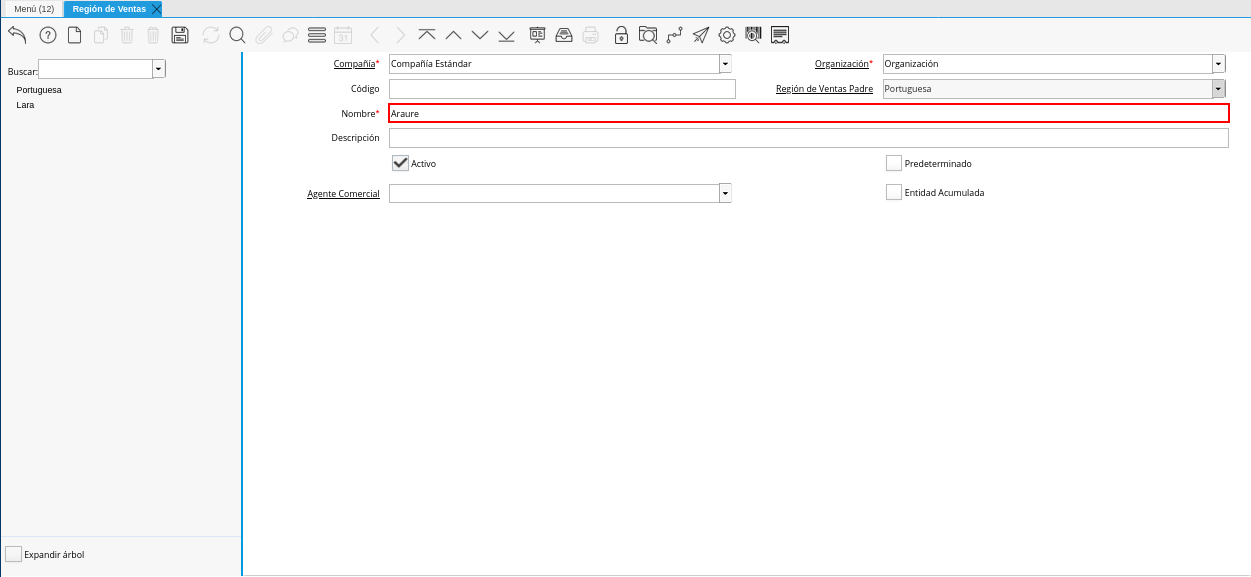 Menú (12) Región de Ventas
31
Buscar:
Portuguesa
Lara
Compañía* Compañía Estándar Organización* Organización
Código Región de Ventas Padre Portuguesa
Nombre* Araure
Descripción
Activo Predeterminado
Agente Comercial Entidad Acumulada
Expandir árbol